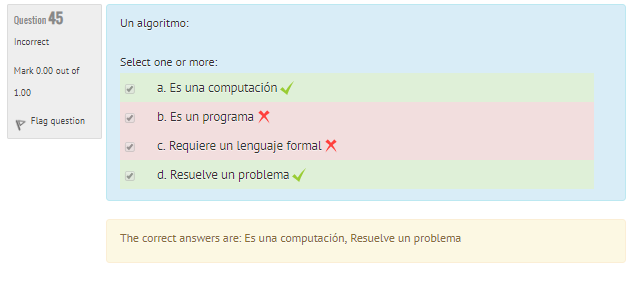 Question 45
Incorrect
Mark 0.00 out of
1.00
Flag question
Un algoritmo:
Select one or more:
a. Es una computación
b. Es un programa
c. Requiere un lenguaje formal
d. Resuelve un problema
The correct answers are: Es una computación, Resuelve un problema